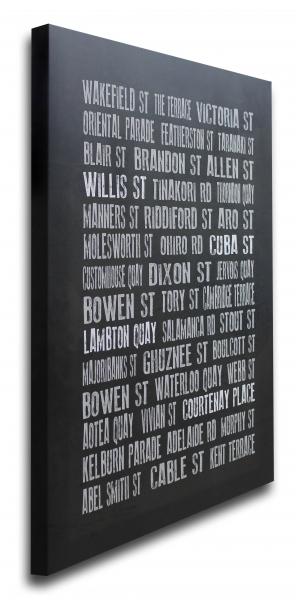 WAKEFIELD ST THE TERRACE VICTORIA ST
ORIENTAL PARADE FEATHERSTON ST TARANAKI ST
BLAIR ST BRANDON ST ALLEN ST
WILLIS ST TINAKORI RD THORNDON QUAY
MANNERS ST RIDDIFORD ST ARO ST
MOLESWORTH ST OHIRO RD CUBA ST
CUSTOMHOUSE QUAY DIXON ST JERVOIS QUAY
BOWEN ST TORY ST CAMBRIDGE TERRACE
LAMBTON QUAY SALAMANCA RD STOUT ST
MAJORIBANKS ST GHUZNEE ST BOULCOTT ST
BOWEN ST WATERLOO QUAY WEBB ST
AOTEA QUAY VIVIAN ST COURTENAY PLACE
KELBURN PARADE ADELAIDE RD MURPHY ST
ABEL SMITH ST CABLE ST KENT TERRACE